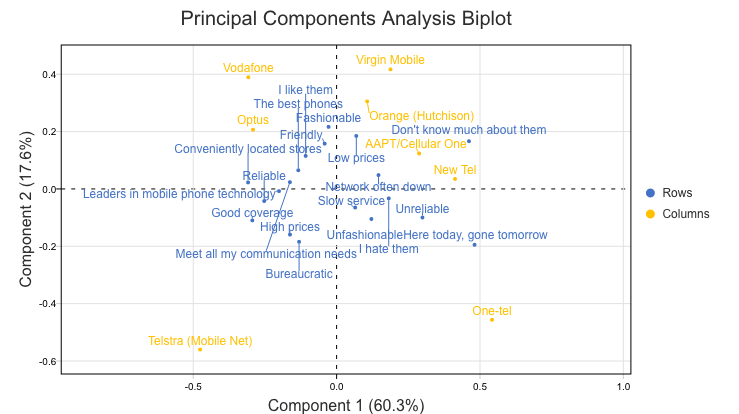 Principal Components Analysis Biplot
Virgin Mobile
Vodafone
0.4
I like them
The best phones
Orange (Hutchison)
Fashionable
Optus
0.2
Don't know much about them
Friendly
AAPT/Cellular One
Conveniently located stores
Low prices
New Tel
Reliable
Rows
0.0
Network often down
Leaders in mobile phone technology
Slow service
Unreliable
Good coverage
Columns
High prices
Unfashionable
Here today, gone tomorrow
-0.2
I hate them
Meet all my communication needs
Bureaucratic
-0.4
One-tel
Telstra (Mobile Net)
-0.6
-0.5
0.0
0.5
1.0
Component 1 (60.3%)
Component 2 (17.6%)